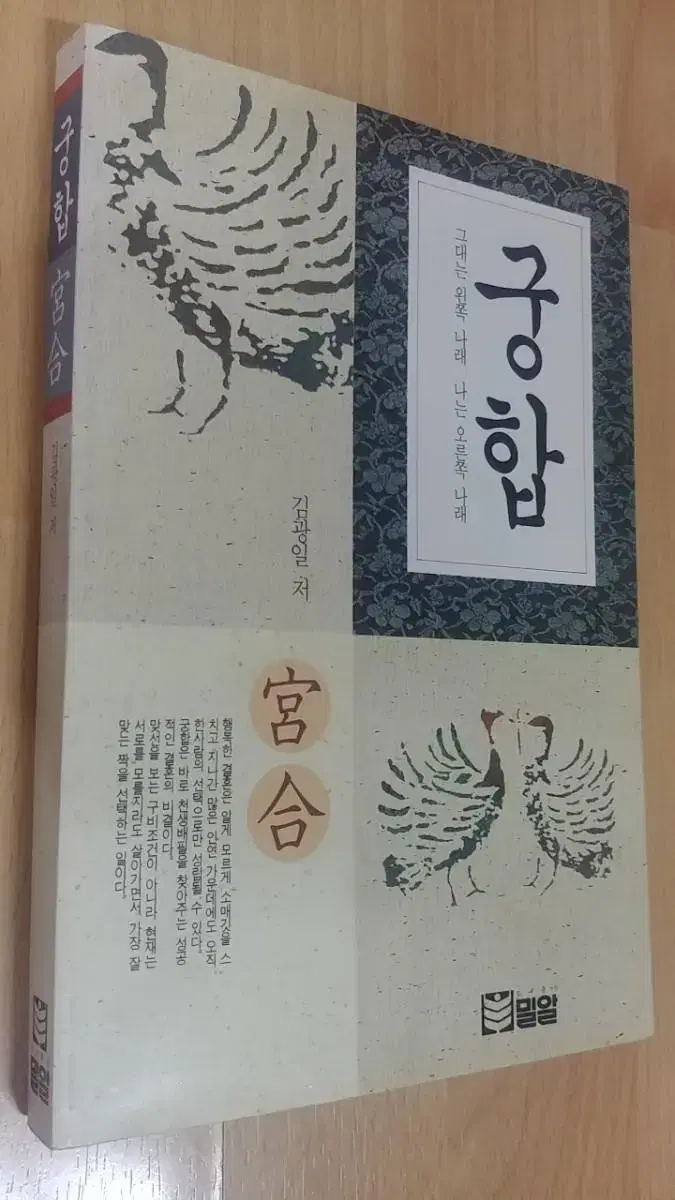 궁합
宮合
김광일 저
밀알
궁합
그대는 왼쪽 나래 나는 오른쪽 나래
김광일 저
宮合
행복한 결혼은 알게 모르게 소매깃을 스
치고 지나간 많은 인연 가운데에도 오직
한사람의 선택으로만 성립될 수 있다.
궁합은 바로 천생배필을 찾아주는 성공
적인 결혼의 비결이다.
맞선을 보는 구비조건이 아니라 현재는
서로를 모를지라도 살아가면서 가장 잘
맞는 짝을 선택하는 일이다.
밀알